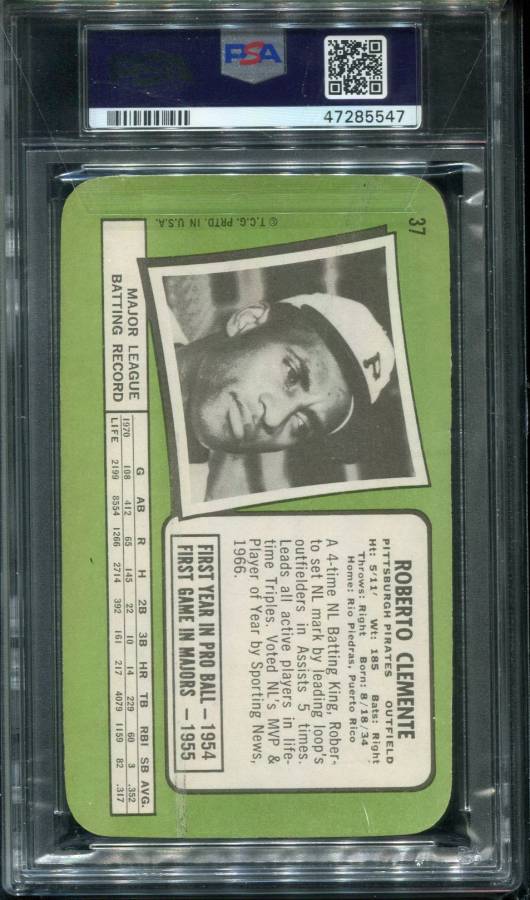 PSA
47285547
37
ROBERTO CLEMENTE
PITTSBURGH PIRATES OUTFIELD
Ht: 5'11' Wt: 185 Bats: Right
Throws: Right Born: 8/18/34
Home: Rio Piedras, Puerto Rico
A 4-time NL Batting King, Rober-
to set NL mark by leading loop's
outfielders in Assists 5 times.
Leads all active players in life-
time Triples. Voted NL's MVP &
Player of Year by Sporting News,
1966.
FIRST YEAR IN PRO BALL — 1954
FIRST GAME IN MAJORS — 1955
P
MAJOR LEAGUE
BATTING RECORD
G AB R H 2B 3B HR TB RBI SB AVG.
1970 108 412 65 145 22 10 14 229 60 3 .352
LIFE 2199 8554 1266 2714 392 161 217 4079 1159 82 .317
© T.C.G. PRTD. IN U.S.A.